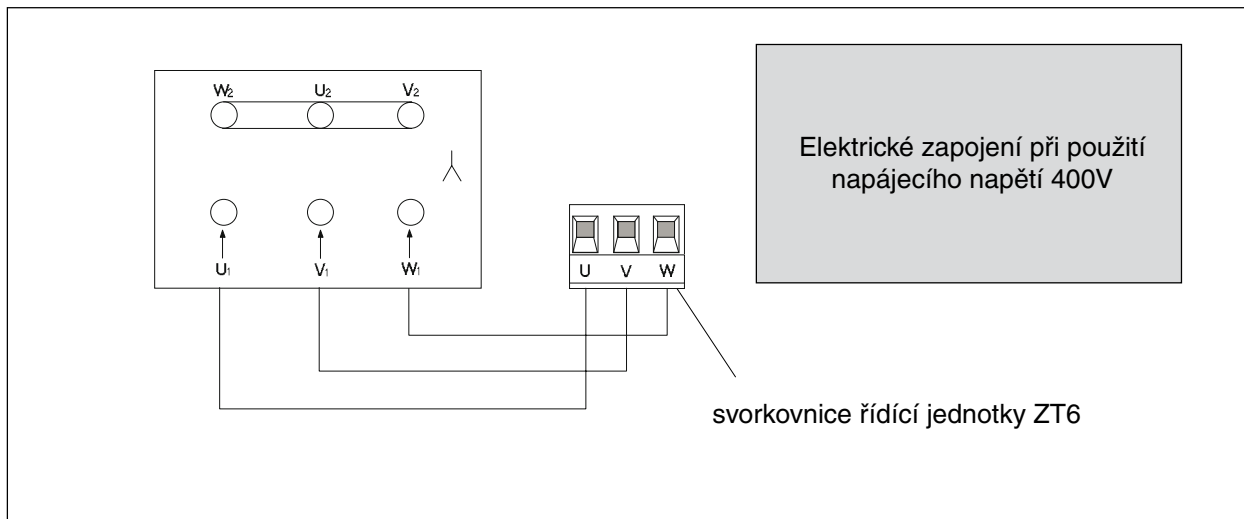 W2 U2 V2
U1 V1 W1
U V W
Elektrické zapojení při použití
napájecího napětí 400V
svorkovnice řídící jednotky ZT6